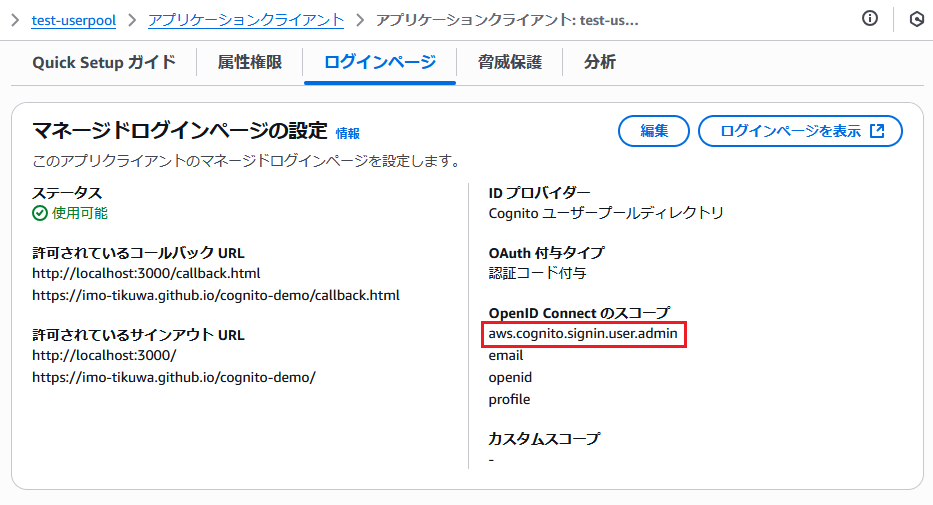 test-userpool アプリケーションクライアント アプリケーションクライアント: test-us...
Quick Setup ガイド 属性権限 ログインページ 脅威保護 分析
マネージドログインページの設定 情報
編集 ログインページを表示
このアプリクライアントのマネージドログインページを設定します。
ステータス
使用可能
許可されているコールバック URL
http://localhost:3000/callback.html
https://imo-tikuwa.github.io/cognito-demo/callback.html
許可されているサインアウト URL
http://localhost:3000/
https://imo-tikuwa.github.io/cognito-demo/
ID プロバイダー
Cognito ユーザープールディレクトリ
OAuth 付与タイプ
認証コード付与
OpenID Connect のスコープ
aws.cognito.signin.user.admin
email
openid
profile
カスタムスコープ
-